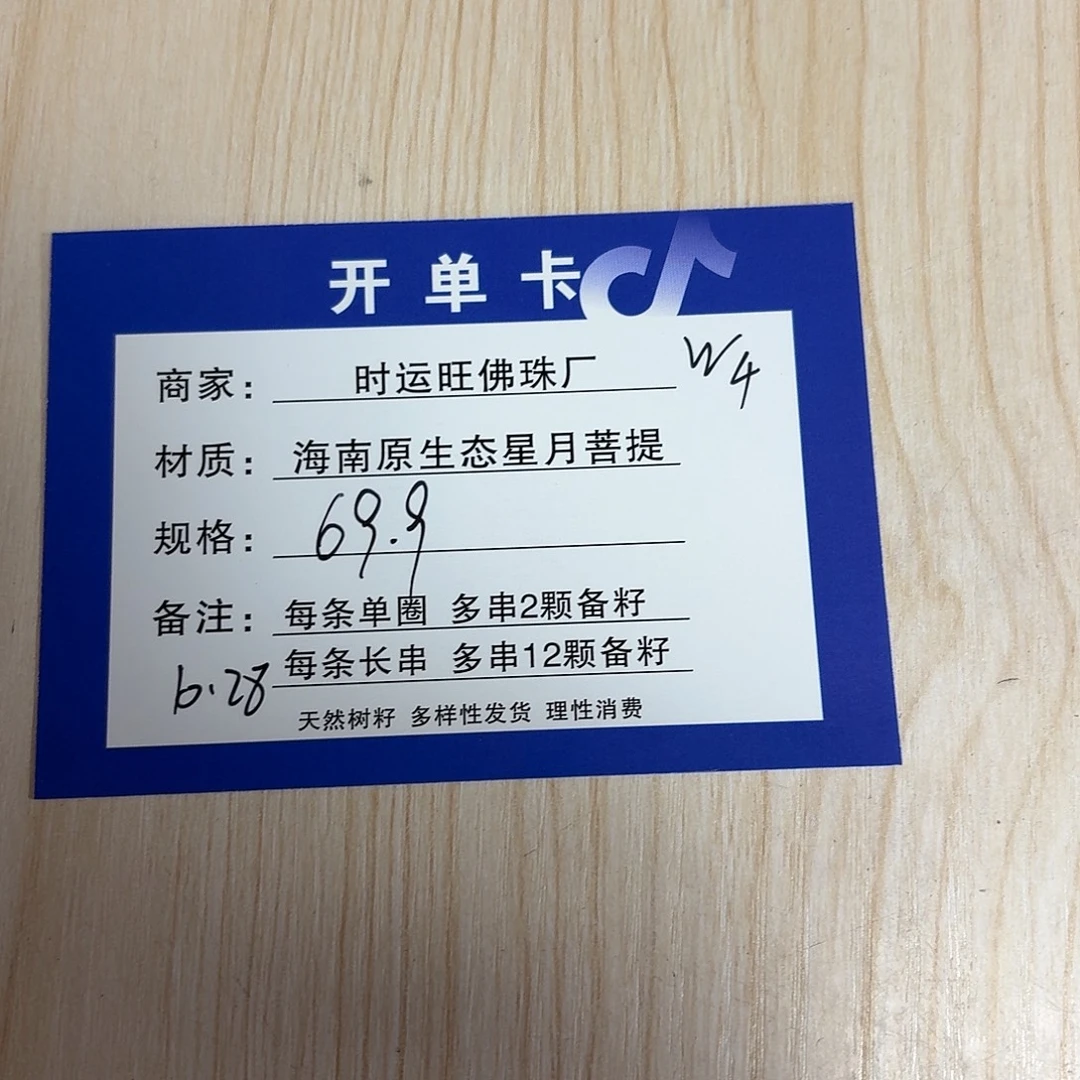 开单卡
商家： 时运旺佛珠厂 W4
材质： 海南原生态星月菩提
规格： 69.9
备注： 每条单圈 多串2颗备籽
每条长串 多串12颗备籽
6.28
天然树籽 多样性发货 理性消费